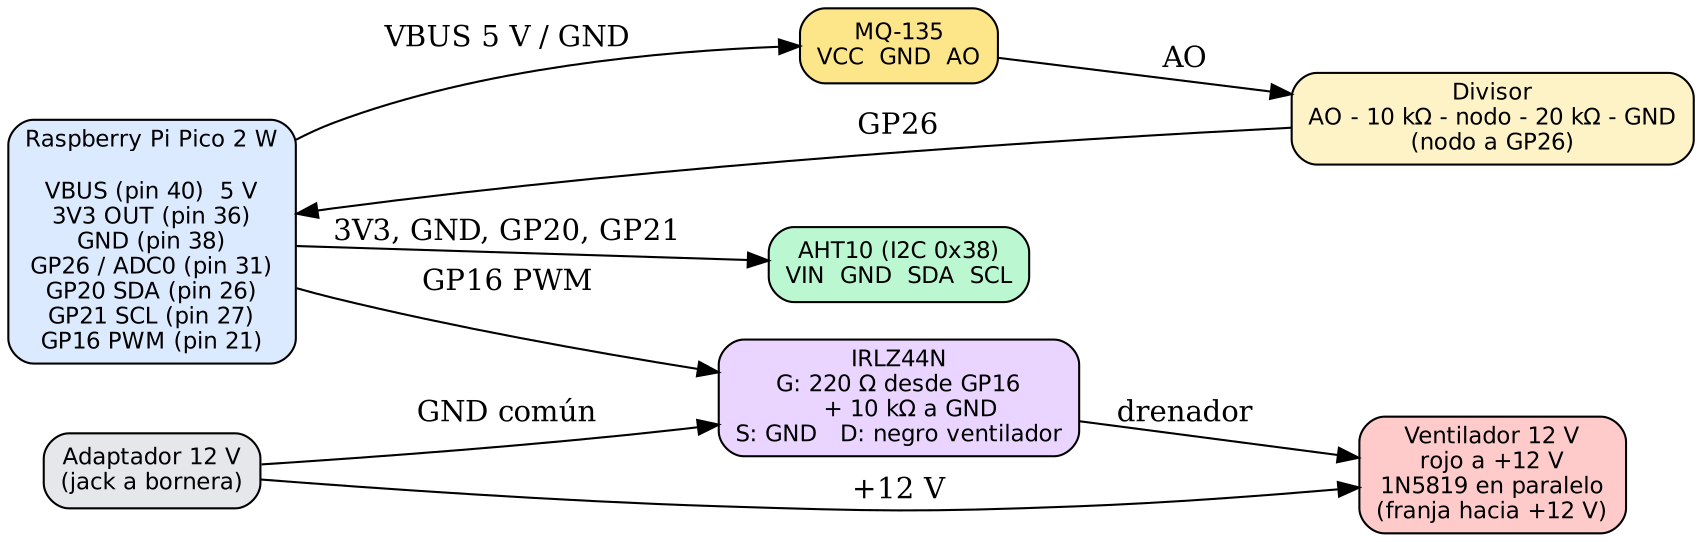 VBUS 5 V / GND
MQ-135
VCC  GND  AO
AO
Divisor
AO - 10 kΩ - nodo - 20 kΩ - GND
(nodo a GP26)
GP26
Raspberry Pi Pico 2 W
VBUS (pin 40)  5 V
3V3 OUT (pin 36)
GND (pin 38)
GP26 / ADC0 (pin 31)
GP20 SDA (pin 26)
GP21 SCL (pin 27)
GP16 PWM (pin 21)
3V3, GND, GP20, GP21
AHT10 (I2C 0x38)
VIN  GND  SDA  SCL
GP16 PWM
IRLZ44N
G: 220 Ω desde GP16
+ 10 kΩ a GND
S: GND   D: negro ventilador
GND común
Adaptador 12 V
(jack a bornera)
drenador
+12 V
Ventilador 12 V
rojo a +12 V
1N5819 en paralelo
(franja hacia +12 V)